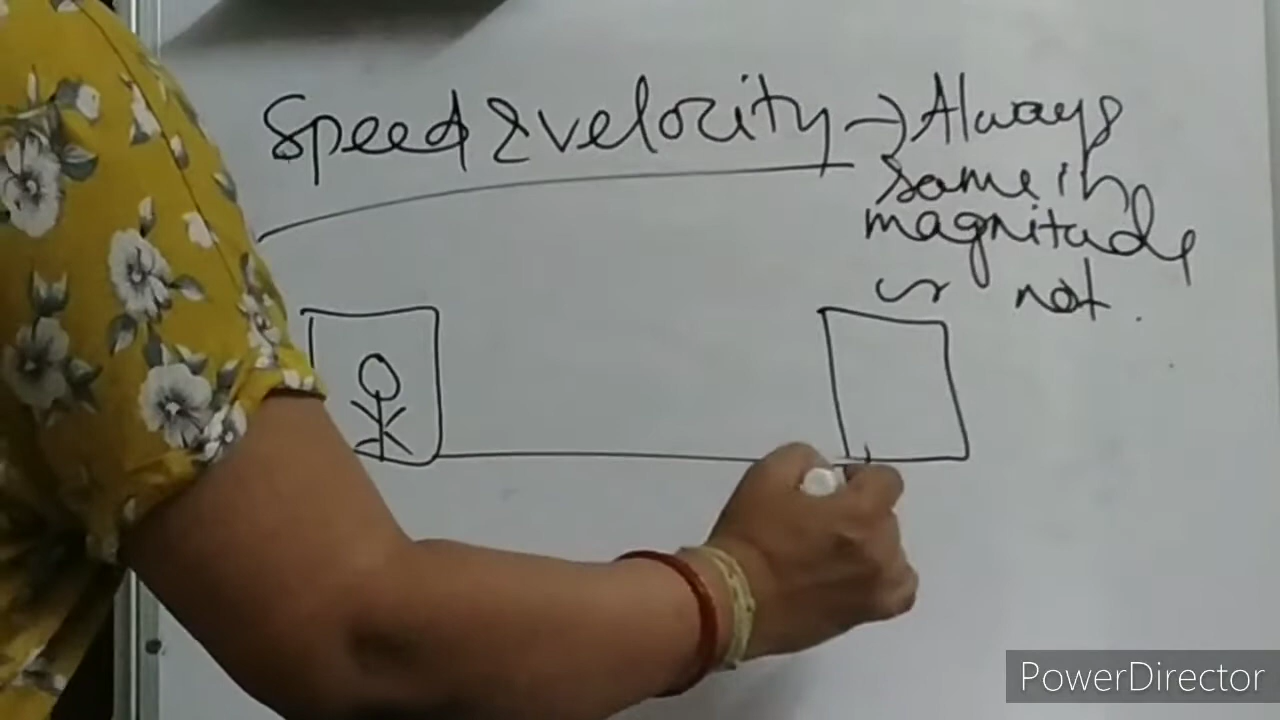 Speed & velocity → Always
same in
magnitude
or not.
PowerDirector